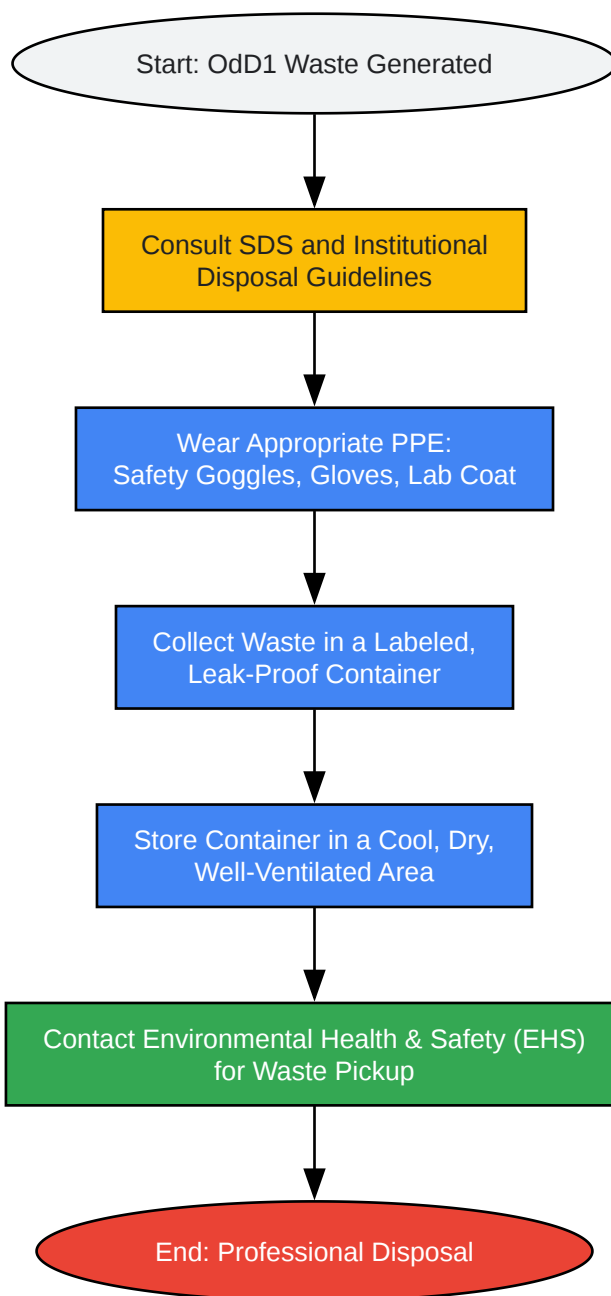 Start: OdD1 Waste Generated
Consult SDS and Institutional
Disposal Guidelines
Wear Appropriate PPE:
Safety Goggles, Gloves, Lab Coat
Collect Waste in a Labeled,
Leak-Proof Container
Store Container in a Cool, Dry,
Well-Ventilated Area
Contact Environmental Health & Safety (EHS)
for Waste Pickup
End: Professional Disposal